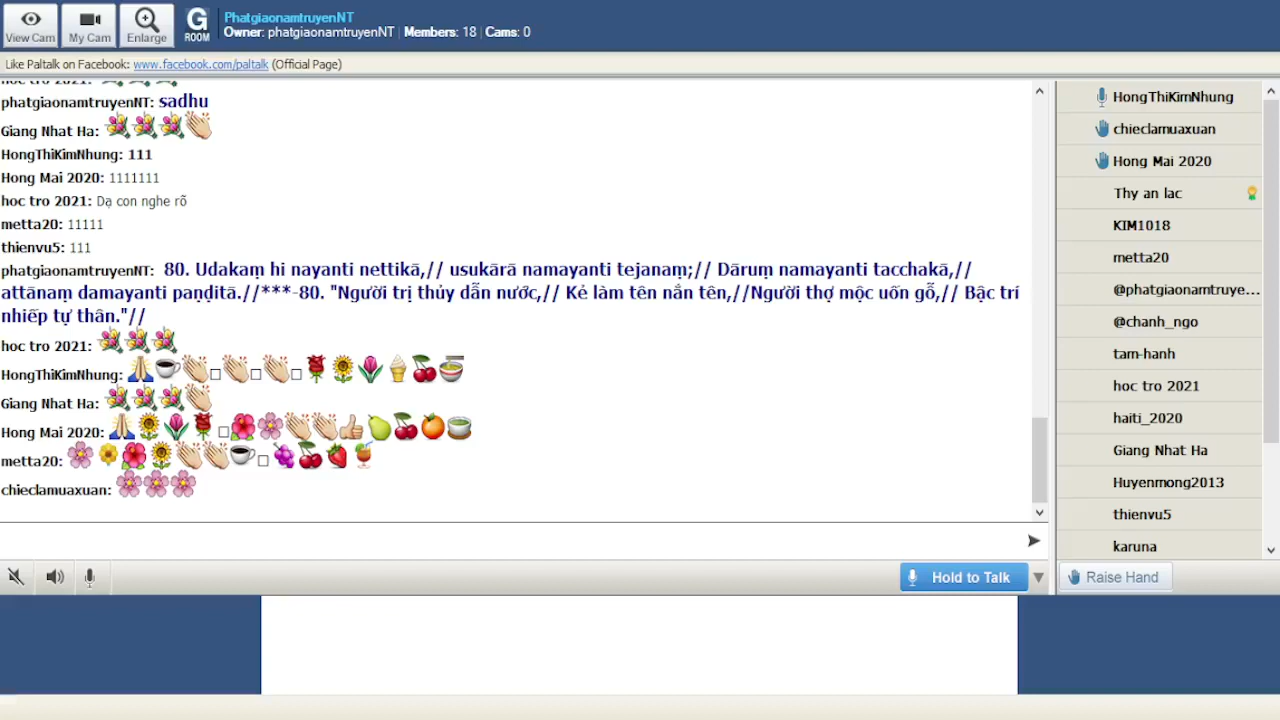 View Cam
My Cam
Enlarge
G ROOM
PhatgiaonamtruyenNT
Owner: phatgiaonamtruyenNT | Members: 18 | Cams: 0
Like Paltalk on Facebook: www.facebook.com/paltalk (Official Page)
hoc tro 2021:
phatgiaonamtruyenNT: sadhu
Giang Nhat Ha:
HongThiKimNhung: 111
Hong Mai 2020: 1111111
hoc tro 2021: Dạ con nghe rõ
metta20: 11111
thienvu5: 111
phatgiaonamtruyenNT: 80. Udakaṃ hi nayanti nettikā,// usukārā namayanti tejanaṃ;// Dāruṃ namayanti tacchakā,//
attānaṃ damayanti paṇḍitā.//***-80. "Người trị thủy dẫn nước,// Kẻ làm tên nắn tên,//Người thợ mộc uốn gỗ,// Bậc trí
nhiếp tự thân."//
hoc tro 2021:
HongThiKimNhung:
Giang Nhat Ha:
Hong Mai 2020:
metta20:
chieclamuaxuan:
Hold to Talk
HongThiKimNhung
chieclamuaxuan
Hong Mai 2020
Thy an lac
KIM1018
metta20
@phatgiaonamtruye...
@chanh_ngo
tam-hanh
hoc tro 2021
haiti_2020
Giang Nhat Ha
Huyenmong2013
thienvu5
karuna
Raise Hand